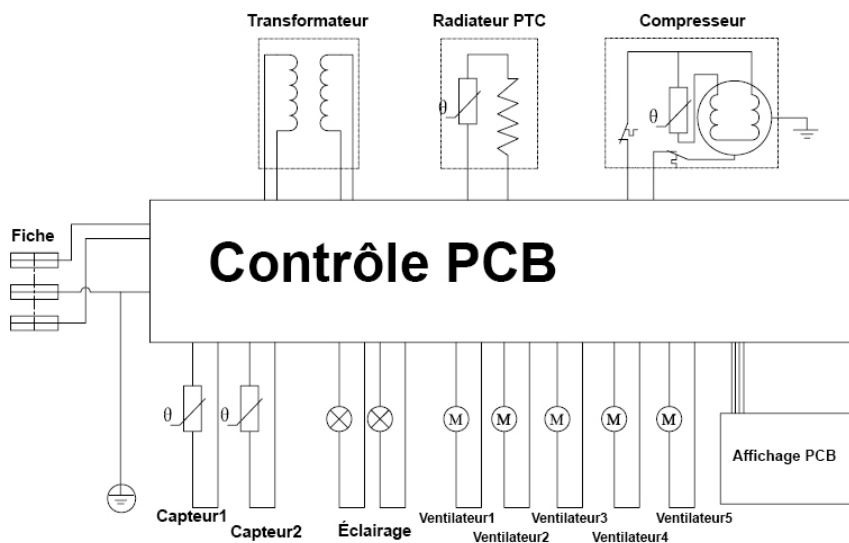 Transformateur
Radiateur PTC
Compresseur
θ
θ
Fiche
Contrôle PCB
θ
θ
M
M
M
M
M
Affichage PCB
Capteur1
Capteur2
Éclairage
Ventilateur1
Ventilateur2
Ventilateur3
Ventilateur4
Ventilateur5